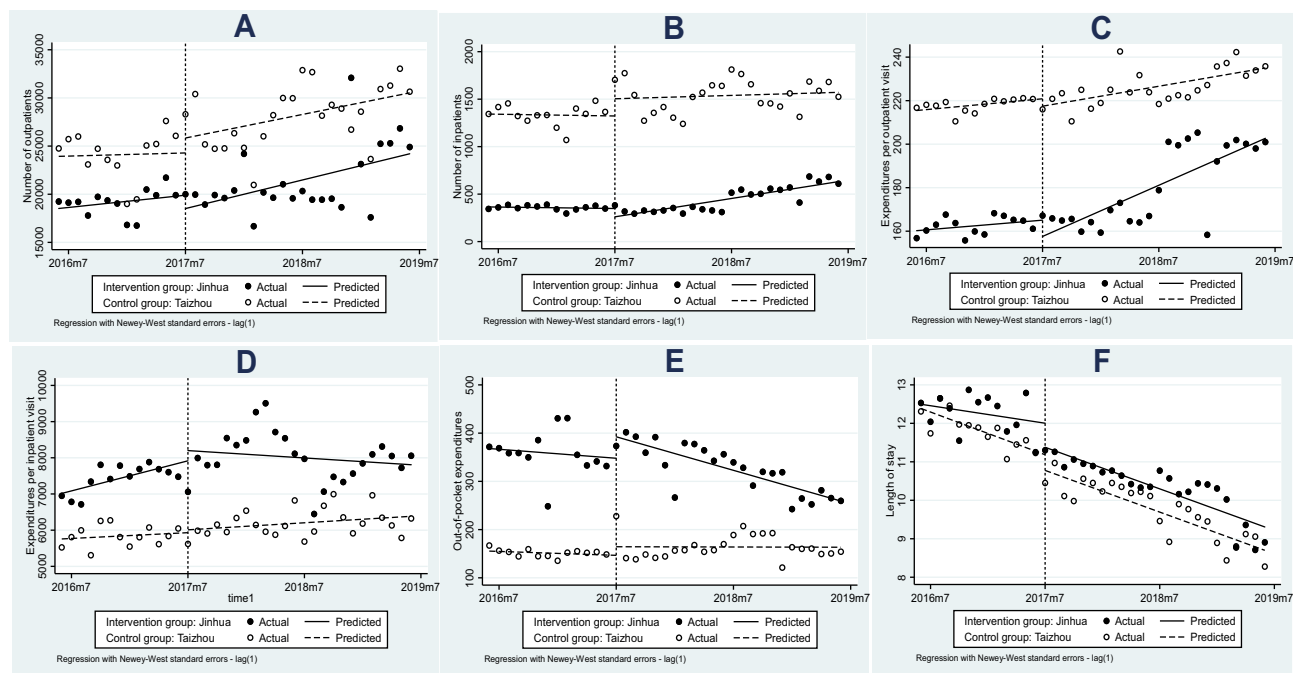 A
Number of outpatients
35000
30000
25000
20000
15000
2016m7 2017m7 2018m7 2019m7
Intervention group: Jinhua Actual Predicted
Control group: Taizhou Actual Predicted
Regression with Newey-West standard errors - lag(1)
B
Number of inpatients
2000
1500
1000
500
0
2016m7 2017m7 2018m7 2019m7
Intervention group: Jinhua Actual Predicted
Control group: Taizhou Actual Predicted
Regression with Newey-West standard errors - lag(1)
C
Expenditures per outpatient visit
240
220
200
180
160
2016m7 2017m7 2018m7 2019m7
Intervention group: Jinhua Actual Predicted
Control group: Taizhou Actual Predicted
Regression with Newey-West standard errors - lag(1)
D
Expenditures per inpatient visit
10000
9000
8000
7000
6000
5000
2016m7 2017m7 2018m7 2019m7
time1
Intervention group: Jinhua Actual Predicted
Control group: Taizhou Actual Predicted
Regression with Newey-West standard errors - lag(1)
E
Out-of-pocket expenditures
500
400
300
200
100
2016m7 2017m7 2018m7 2019m7
Intervention group: Jinhua Actual Predicted
Control group: Taizhou Actual Predicted
Regression with Newey-West standard errors - lag(1)
F
Length of stay
13
12
11
10
9
8
2016m7 2017m7 2018m7 2019m7
Intervention group: Jinhua Actual Predicted
Control group: Taizhou Actual Predicted
Regression with Newey-West standard errors - lag(1)